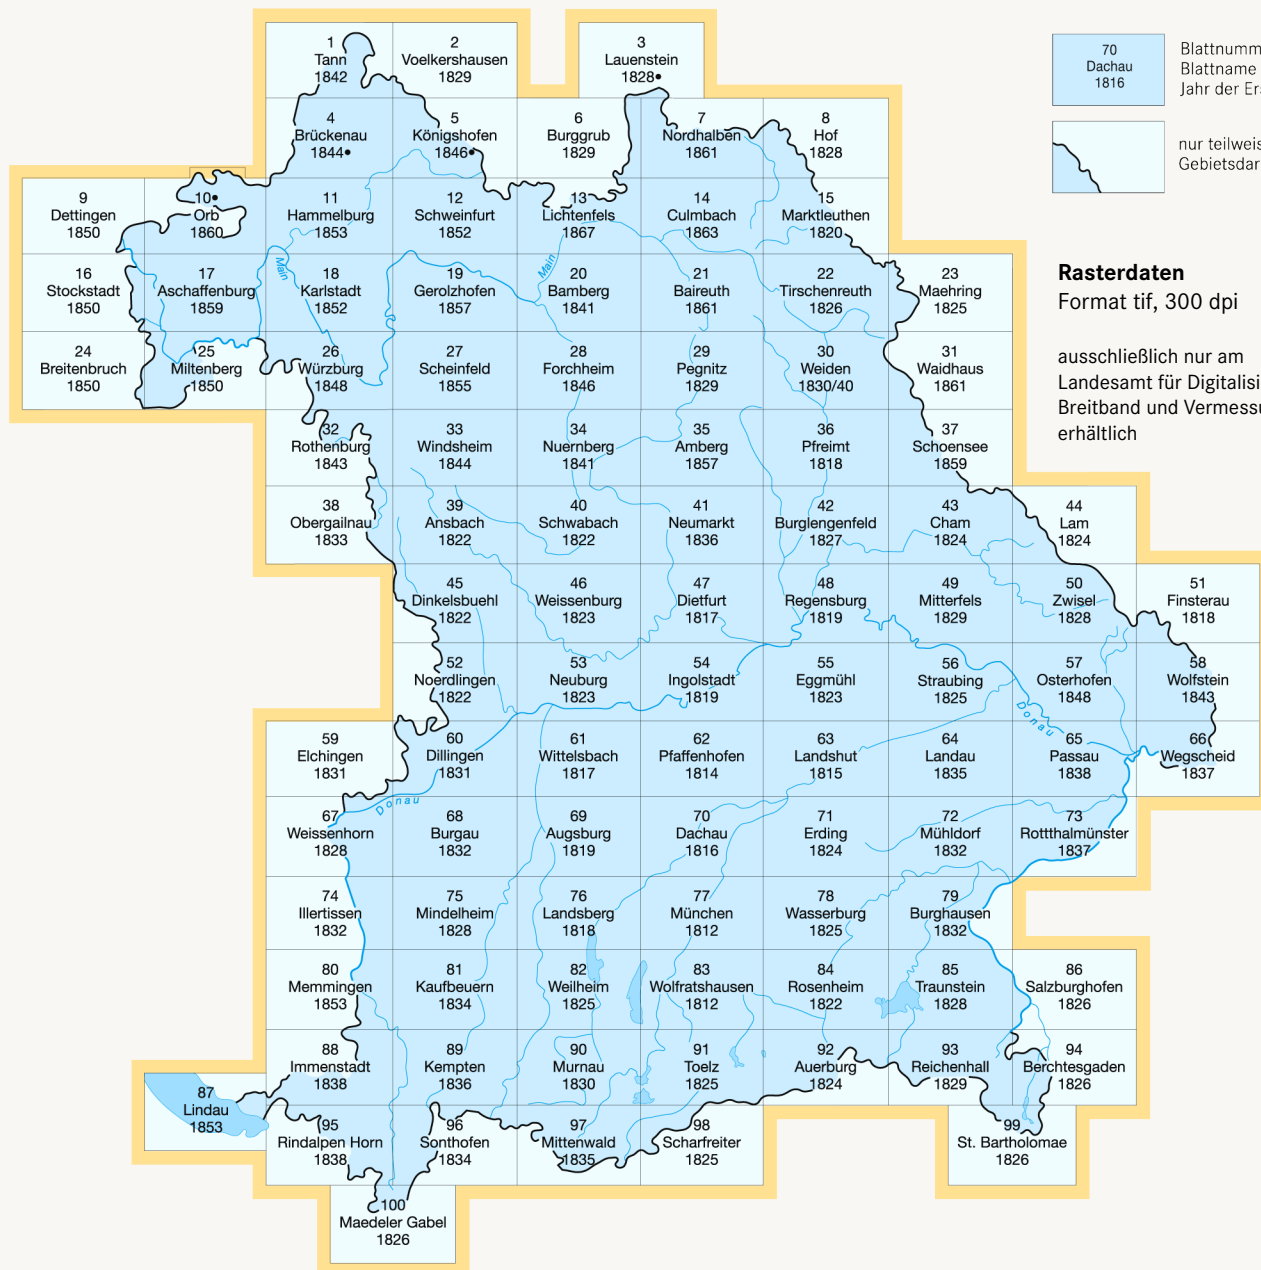 1
Tann
1842
2
Voelkershausen
1829
3
Lauenstein
1828•
4
Brückenau
1844•
5
Königshofen
1846•
6
Burggrub
1829
7
Nordhalben
1861
8
Hof
1828
9
Dettingen
1850
10•
Orb
1860
11
Hammelburg
1853
12
Schweinfurt
1852
13
Lichtenfels
1867
14
Culmbach
1863
15
Marktleuthen
1820
16
Stockstadt
1850
17
Aschaffenburg
1859
Main
18
Karlstadt
1852
19
Gerolzhofen
1857
Main
20
Bamberg
1841
21
Baireuth
1861
22
Tirschenreuth
1826
23
Maehring
1825
24
Breitenbruch
1850
25
Miltenberg
1850
26
Würzburg
1848
27
Scheinfeld
1855
28
Forchheim
1846
29
Pegnitz
1829
30
Weiden
1830/40
31
Waidhaus
1861
32
Rothenburg
1843
33
Windsheim
1844
34
Nuernberg
1841
35
Amberg
1857
36
Pfreimt
1818
37
Schoensee
1859
38
Obergailnau
1833
39
Ansbach
1822
40
Schwabach
1822
41
Neumarkt
1836
42
Burglengenfeld
1827
43
Cham
1824
44
Lam
1824
45
Dinkelsbuehl
1822
46
Weissenburg
1823
47
Dietfurt
1817
48
Regensburg
1819
49
Mitterfels
1829
50
Zwisel
1828
51
Finsterau
1818
52
Noerdlingen
1822
53
Neuburg
1823
54
Ingolstadt
1819
55
Eggmühl
1823
56
Straubing
1825
57
Osterhofen
1848
58
Wolfstein
1843
Donau
59
Elchingen
1831
60
Dillingen
1831
61
Wittelsbach
1817
62
Pfaffenhofen
1814
63
Landshut
1815
64
Landau
1835
65
Passau
1838
66
Wegscheid
1837
Donau
67
Weissenhorn
1828
68
Burgau
1832
69
Augsburg
1819
70
Dachau
1816
71
Erding
1824
72
Mühldorf
1832
73
Rottthalmünster
1837
74
Illertissen
1832
75
Mindelheim
1828
76
Landsberg
1818
77
München
1812
78
Wasserburg
1825
79
Burghausen
1832
80
Memmingen
1853
81
Kaufbeuern
1834
82
Weilheim
1825
83
Wolfratshausen
1812
84
Rosenheim
1822
85
Traunstein
1828
86
Salzburghofen
1826
87
Lindau
1853
88
Immenstadt
1838
89
Kempten
1836
90
Murnau
1830
91
Toelz
1825
92
Auerburg
1824
93
Reichenhall
1829
94
Berchtesgaden
1826
95
Rindalpen Horn
1838
96
Sonthofen
1834
97
Mittenwald
1835
98
Scharfreiter
1825
99
St. Bartholomae
1826
100
Maedeler Gabel
1826
70
Dachau
1816
Blattnumm
Blattname
Jahr der Er
nur teilweis
Gebietsdar
Rasterdaten
Format tif, 300 dpi
ausschließlich nur am
Landesamt für Digitalisi
Breitband und Vermessu
erhältlich